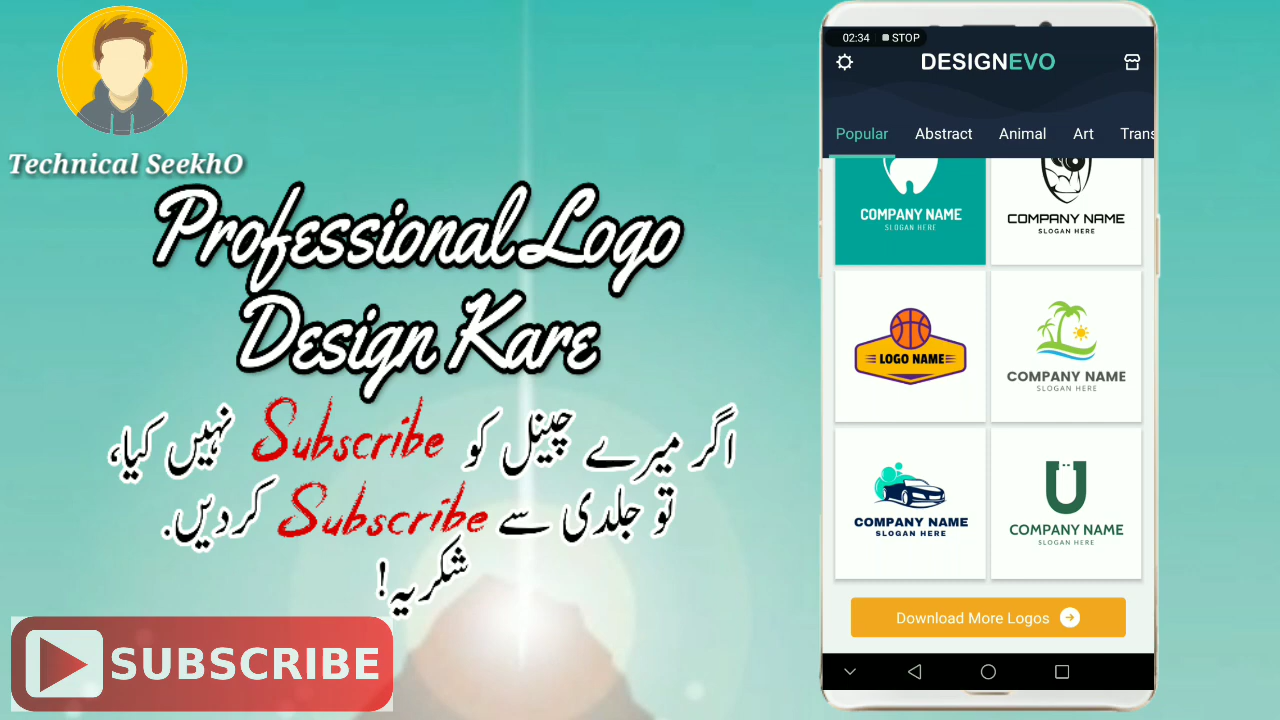 Technical SeekhO
Professional Logo
Design Kare
اگر میرے چینل کو Subscribe نہیں کیا،
تو جلدی سے Subscribe کردیں.
شکریہ!
SUBSCRIBE
02:34 STOP
DESIGNEVO
Popular Abstract Animal Art Trans
COMPANY NAME
SLOGAN HERE
COMPANY NAME
SLOGAN HERE
LOGO NAME
COMPANY NAME
SLOGAN HERE
COMPANY NAME
SLOGAN HERE
COMPANY NAME
SLOGAN HERE
Download More Logos